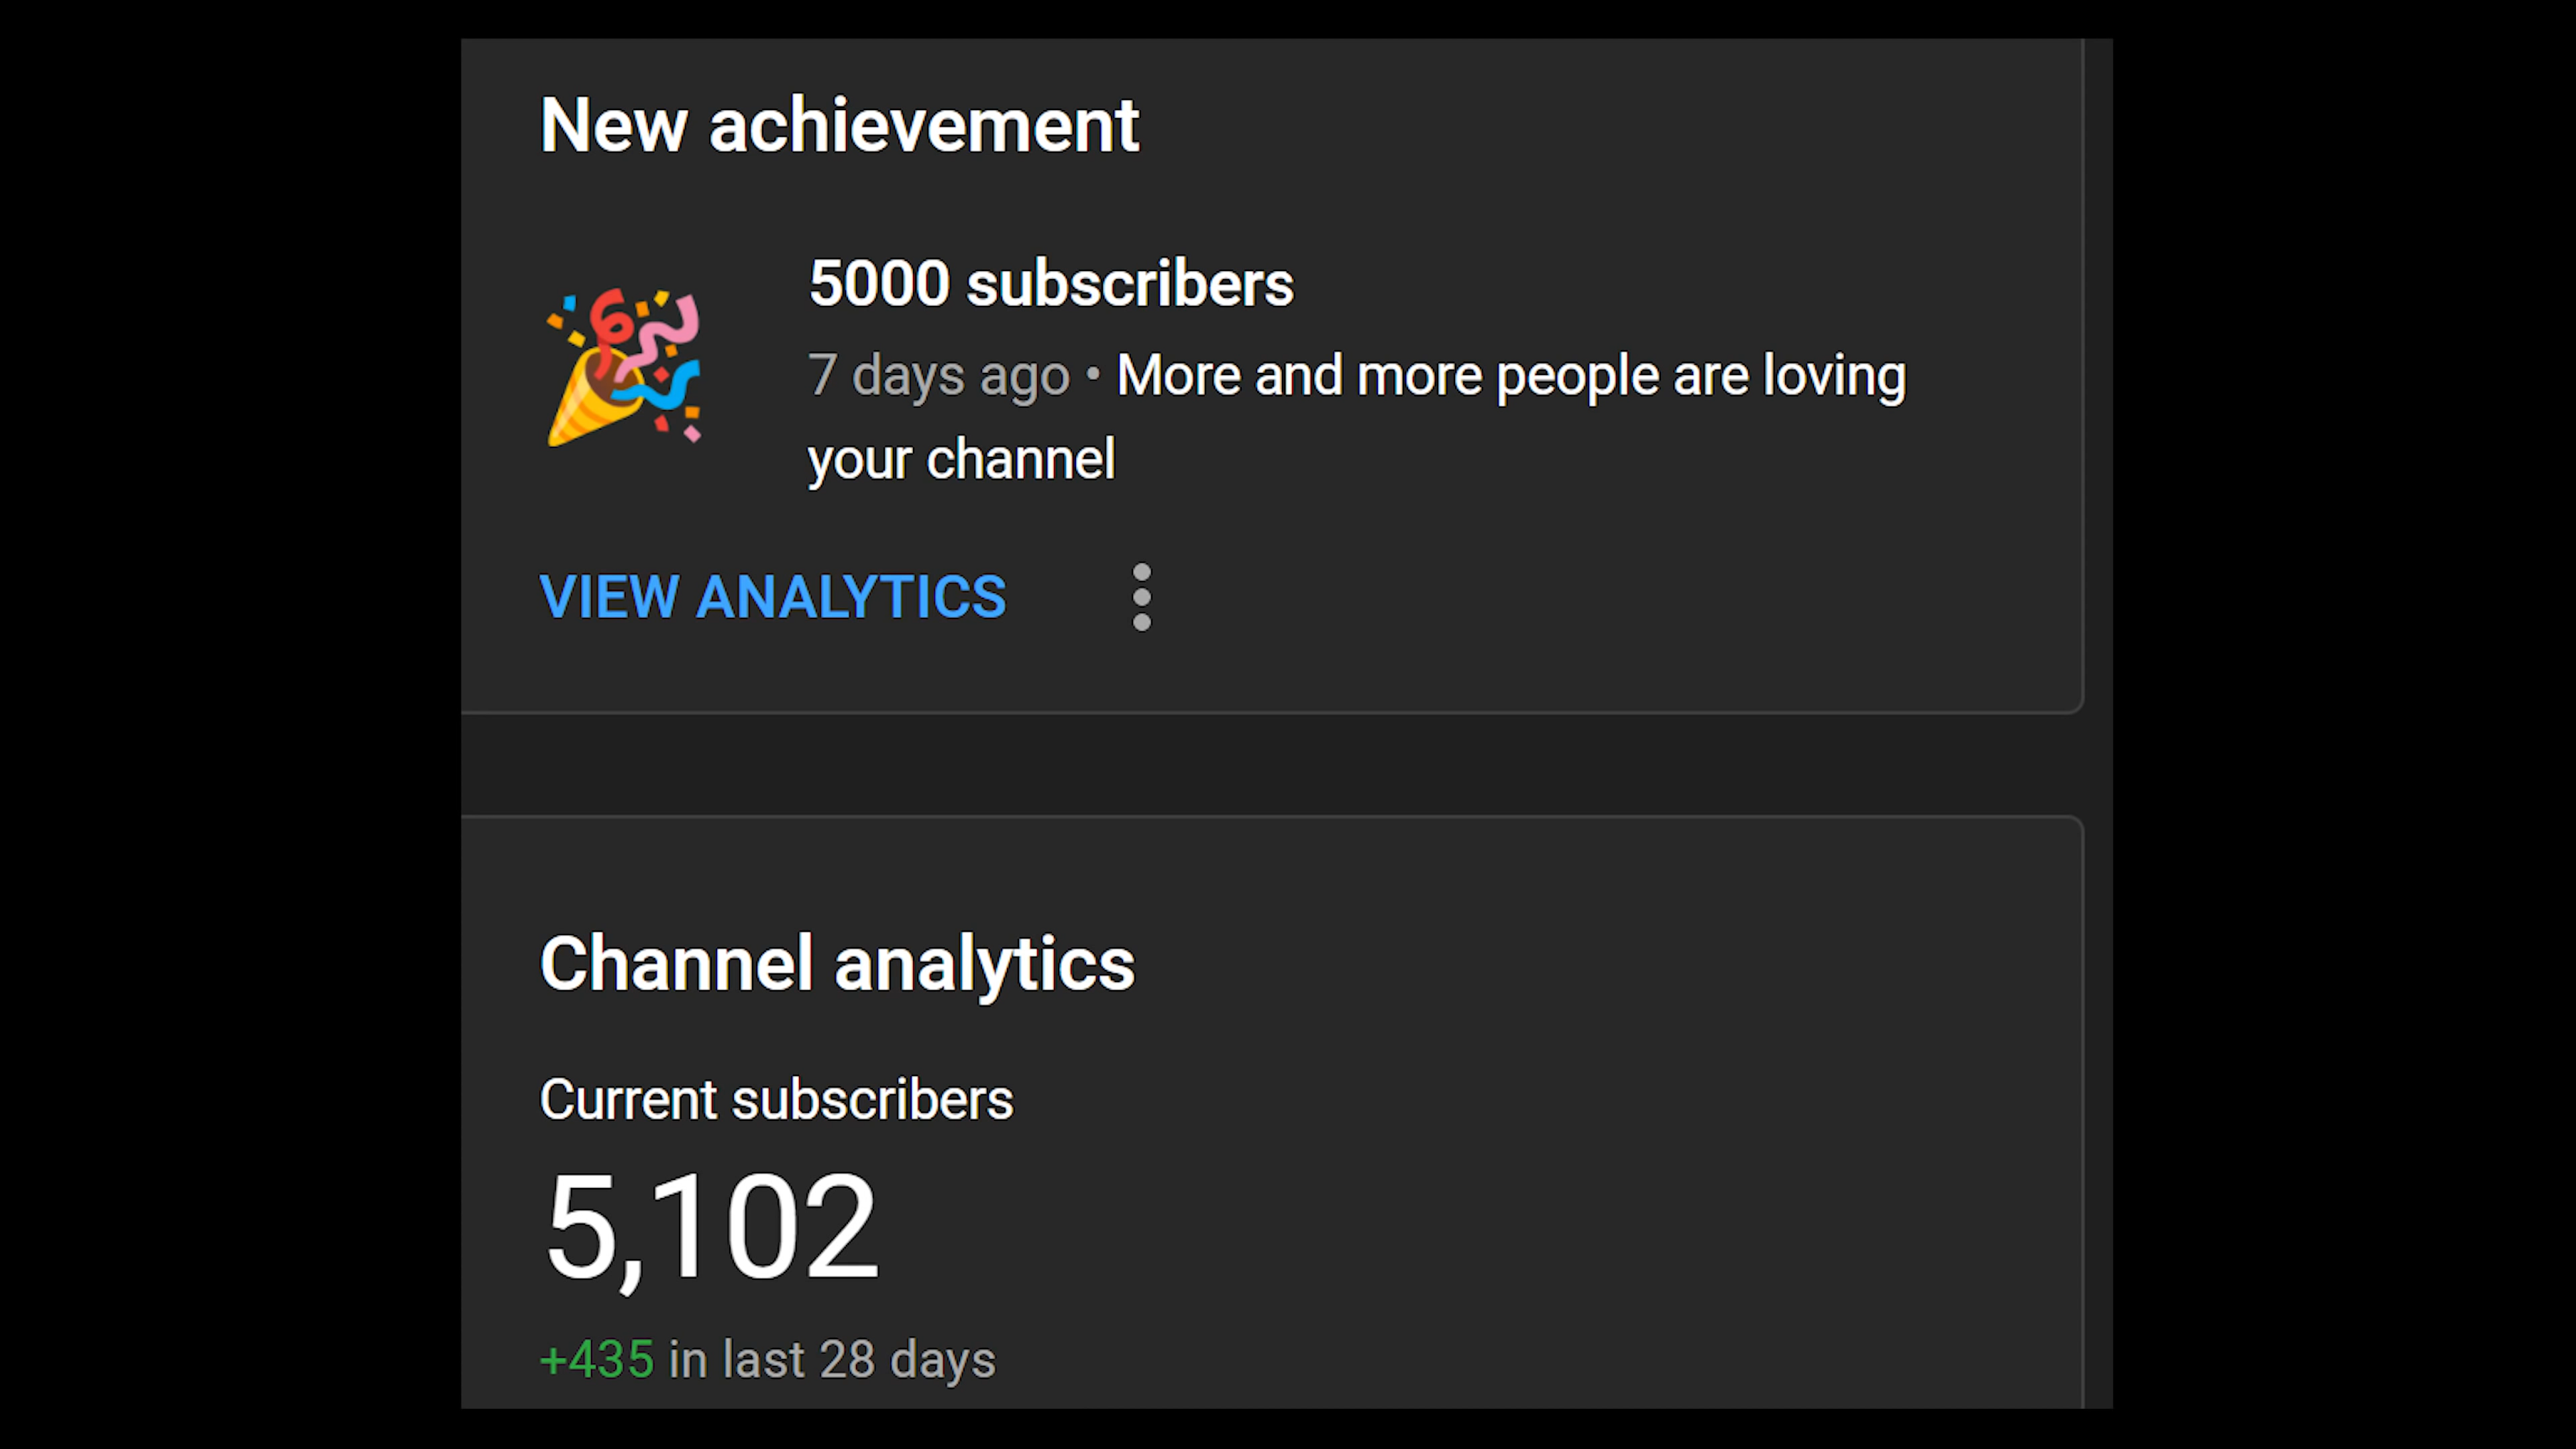 New achievement
5000 subscribers
7 days ago • More and more people are loving
your channel
VIEW ANALYTICS
Channel analytics
Current subscribers
5,102
+435 in last 28 days